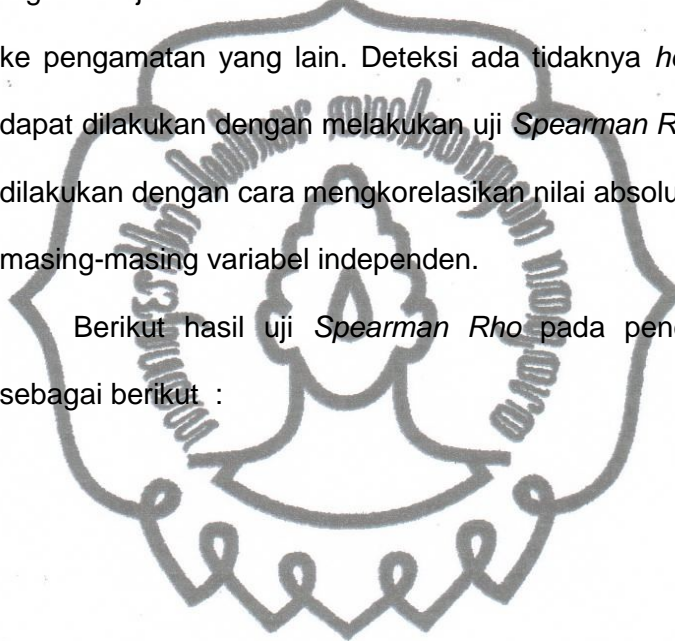 ke pengamatan yang lain. Deteksi ada tidaknya
dapat dilakukan dengan melakukan uji Spearman R
dilakukan dengan cara mengkorelasikan nilai absolu
masing-masing variabel independen.
Berikut hasil uji Spearman Rho pada pen
sebagai berikut :